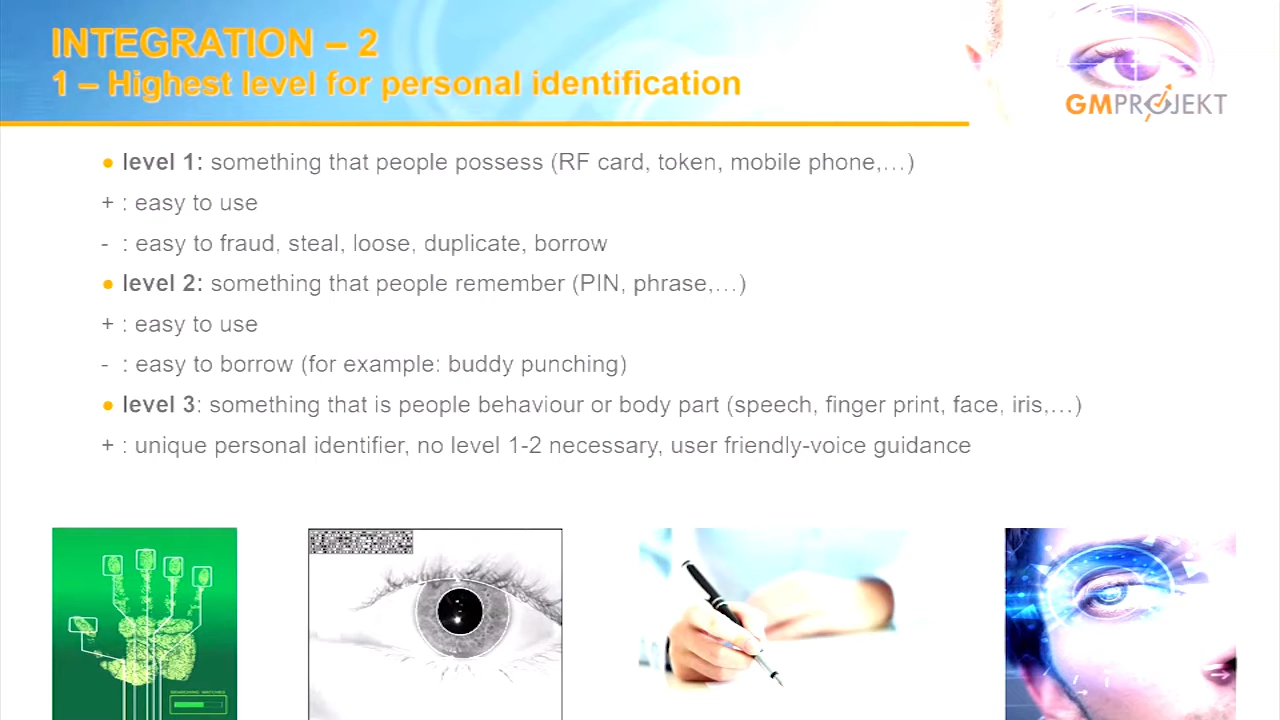 INTEGRATION – 2
1 – Highest level for personal identification
GMPROJEKT
● level 1: something that people possess (RF card, token, mobile phone,…)
+ : easy to use
- : easy to fraud, steal, loose, duplicate, borrow
● level 2: something that people remember (PIN, phrase,…)
+ : easy to use
- : easy to borrow (for example: buddy punching)
● level 3: something that is people behaviour or body part (speech, finger print, face, iris,…)
+ : unique personal identifier, no level 1-2 necessary, user friendly-voice guidance
SEARCHING MATCHES